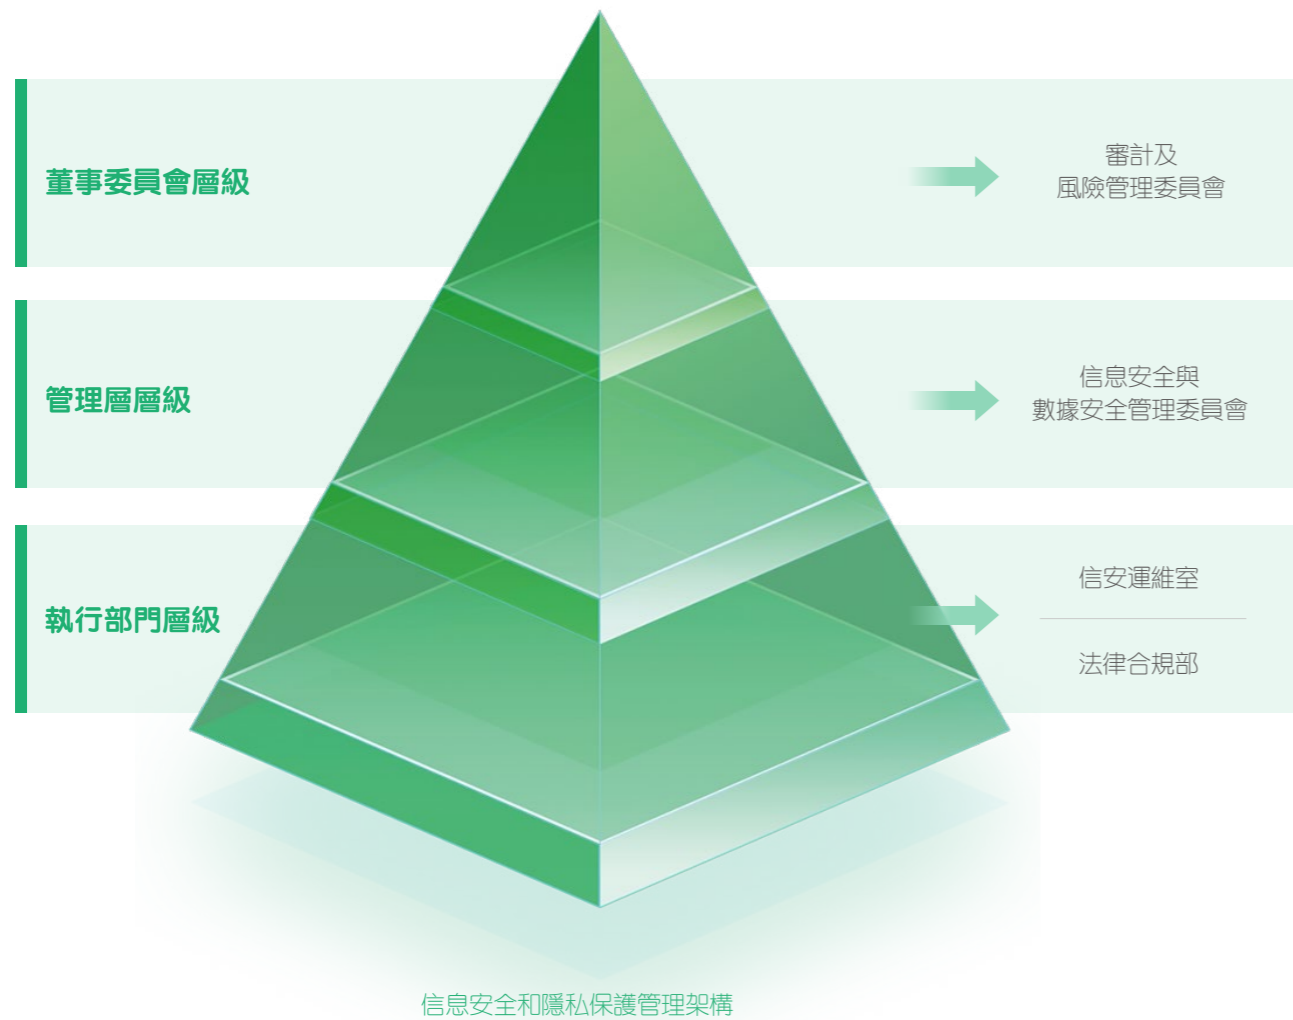 董事委員會層級
審計及
風險管理委員會
管理層層級
信息安全與
數據安全管理委員會
執行部門層級
信安運維室
法律合規部
信息安全和隱私保護管理架構